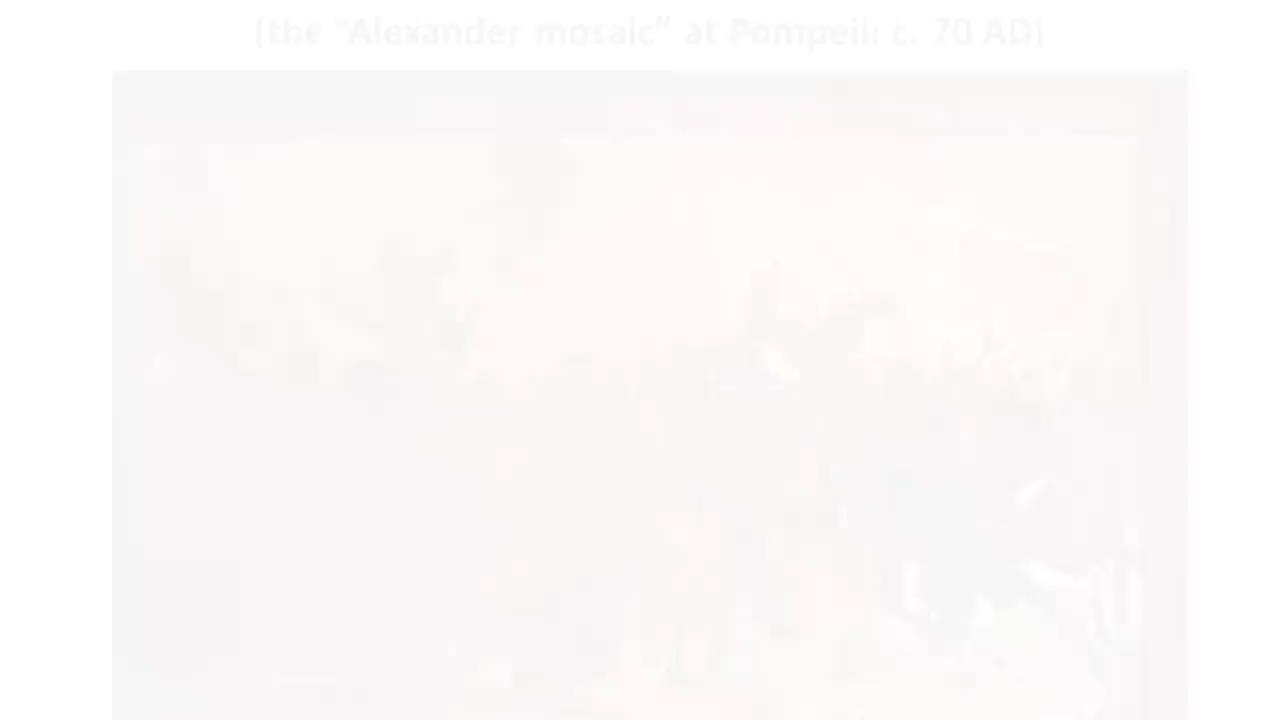 (the “Alexander mosaic” at Pompeii: c. 70 AD)